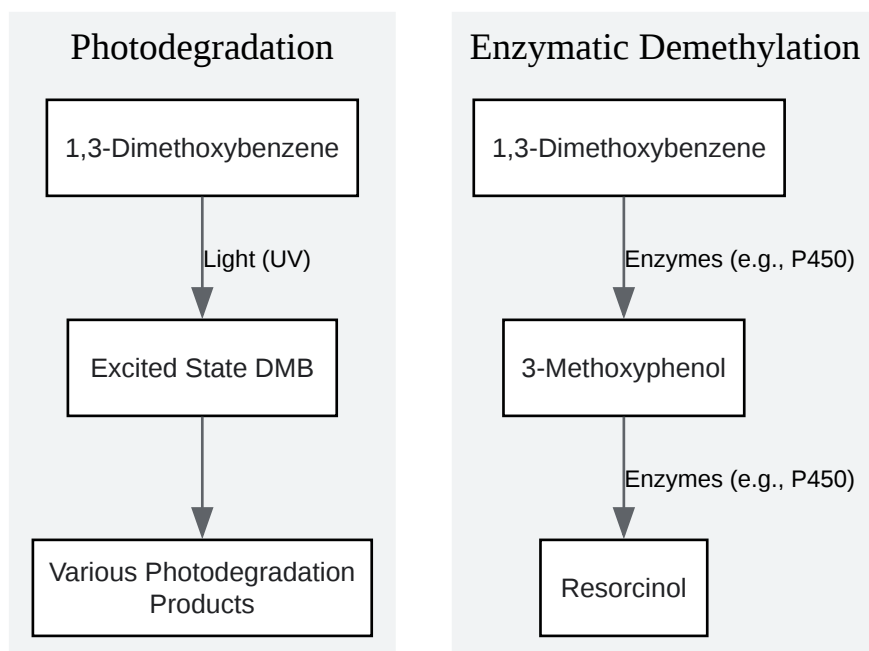 Photodegradation
1,3-Dimethoxybenzene
Light (UV)
Excited State DMB
Various Photodegradation
Products
Enzymatic Demethylation
1,3-Dimethoxybenzene
Enzymes (e.g., P450)
3-Methoxyphenol
Enzymes (e.g., P450)
Resorcinol